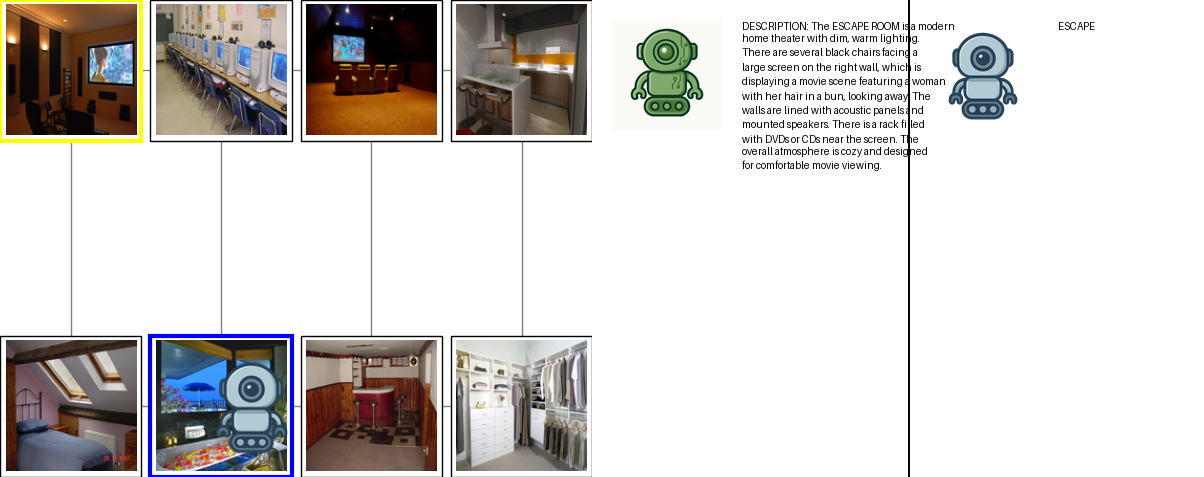 DESCRIPTION: The ESCAPE ROOM is a modern
home theater with dim, warm lighting.
There are several black chairs facing a
large screen on the right wall, which is
displaying a movie scene featuring a woman
with her hair in a bun, looking away. The
walls are lined with acoustic panels and
mounted speakers. There is a rack filled
with DVDs or CDs near the screen. The
overall atmosphere is cozy and designed
for comfortable movie viewing.
ESCAPE